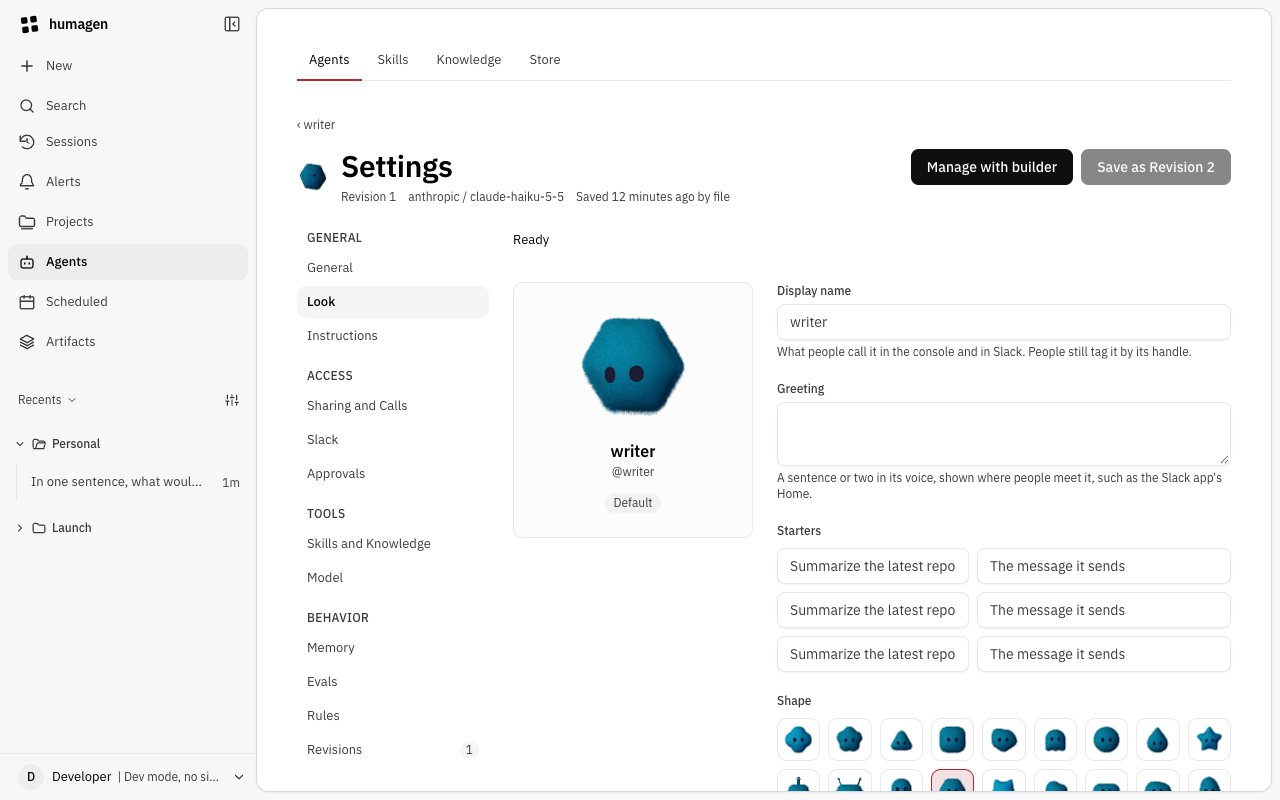 humagen
New
Search
Sessions
Alerts
Projects
Agents
Scheduled
Artifacts
Recents
Personal
In one sentence, what woul... 1m
Launch
D Developer | Dev mode, no si...
Agents Skills Knowledge Store
‹ writer
Settings
Revision 1 anthropic / claude-haiku-5-5 Saved 12 minutes ago by file
Manage with builder
Save as Revision 2
GENERAL
General
Look
Instructions
ACCESS
Sharing and Calls
Slack
Approvals
TOOLS
Skills and Knowledge
Model
BEHAVIOR
Memory
Evals
Rules
Revisions 1
Ready
writer
@writer
Default
Display name
writer
What people call it in the console and in Slack. People still tag it by its handle.
Greeting
A sentence or two in its voice, shown where people meet it, such as the Slack app's
Home.
Starters
Summarize the latest repo The message it sends
Summarize the latest repo The message it sends
Summarize the latest repo The message it sends
Shape